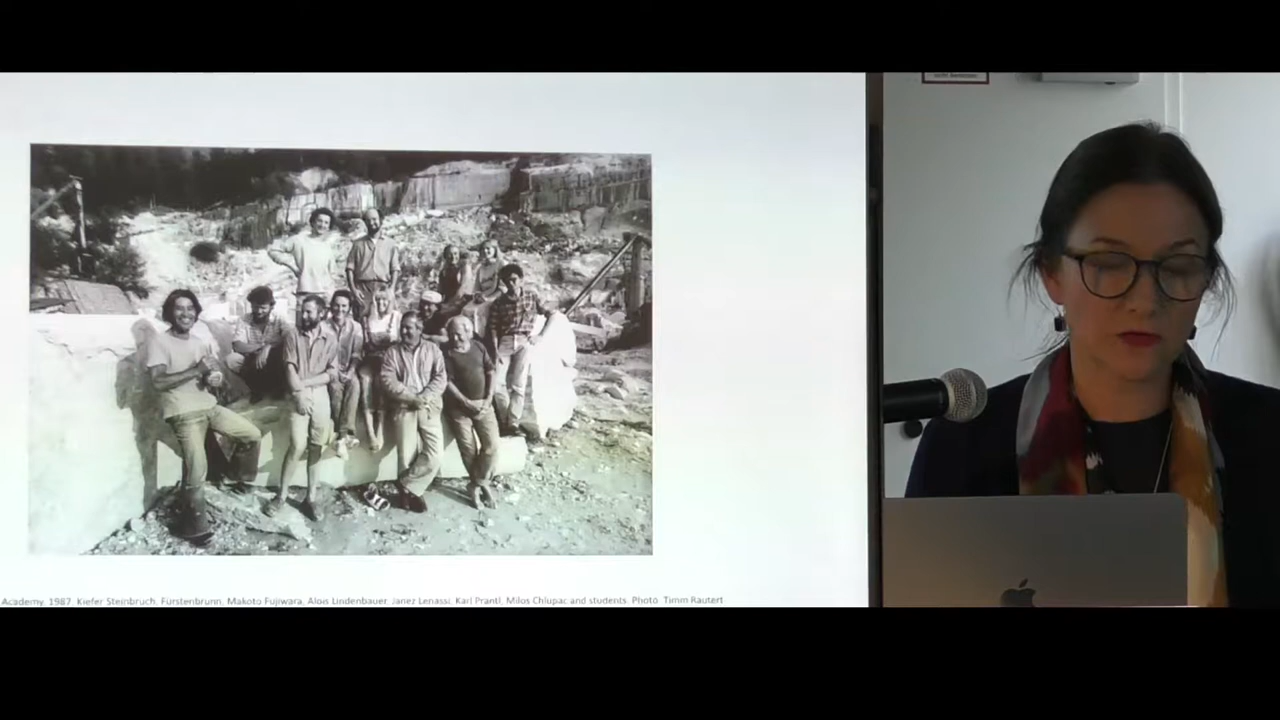 Academy, 1987, Kiefer Steinbruch, Fürstenbrunn, Makoto Fujiwara, Alois Lindenbauer, Janez Lenassi, Karl Prantl, Milos Chlupac and students. Photo: Timm Rautert